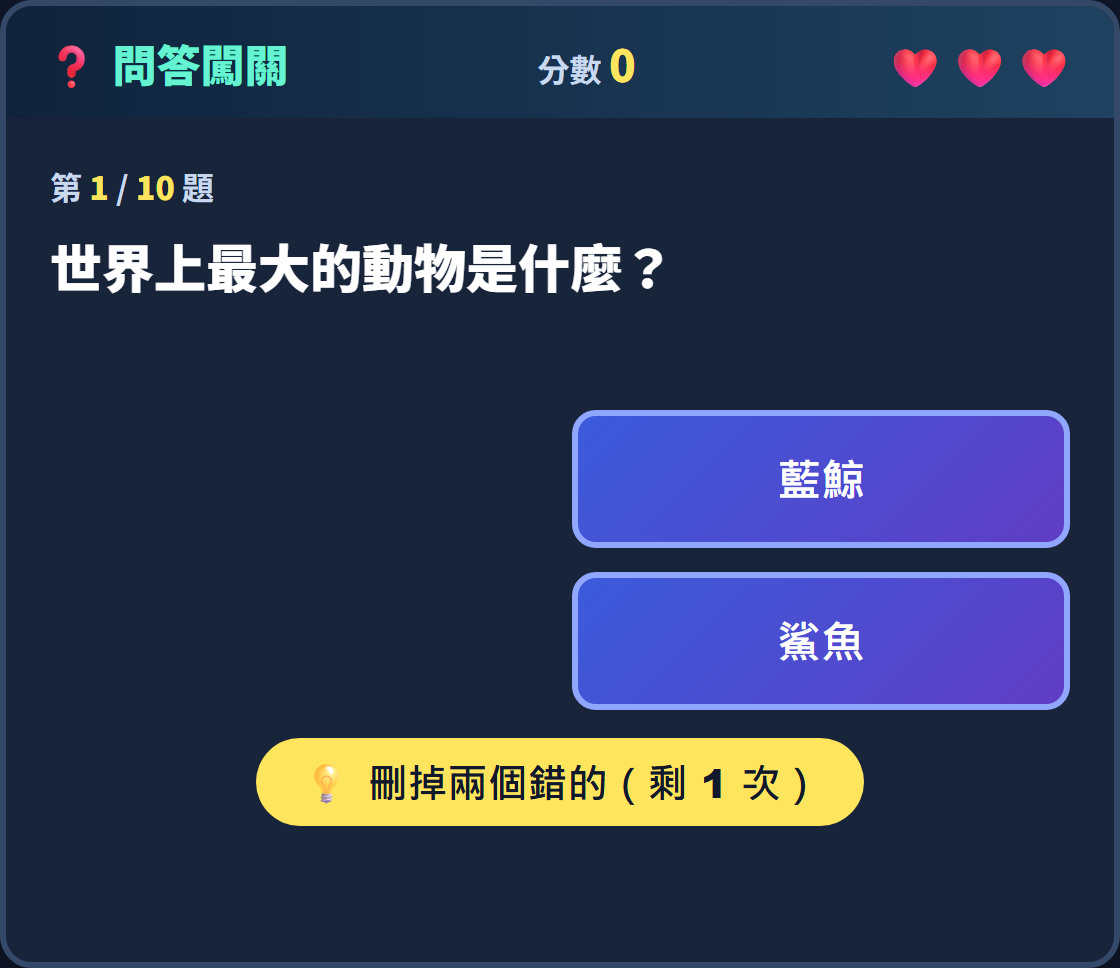 ❓ 問答闖關
分數 0
第 1 / 10 題
世界上最大的動物是什麼？
藍鯨
鯊魚
💡 刪掉兩個錯的（剩 1 次）